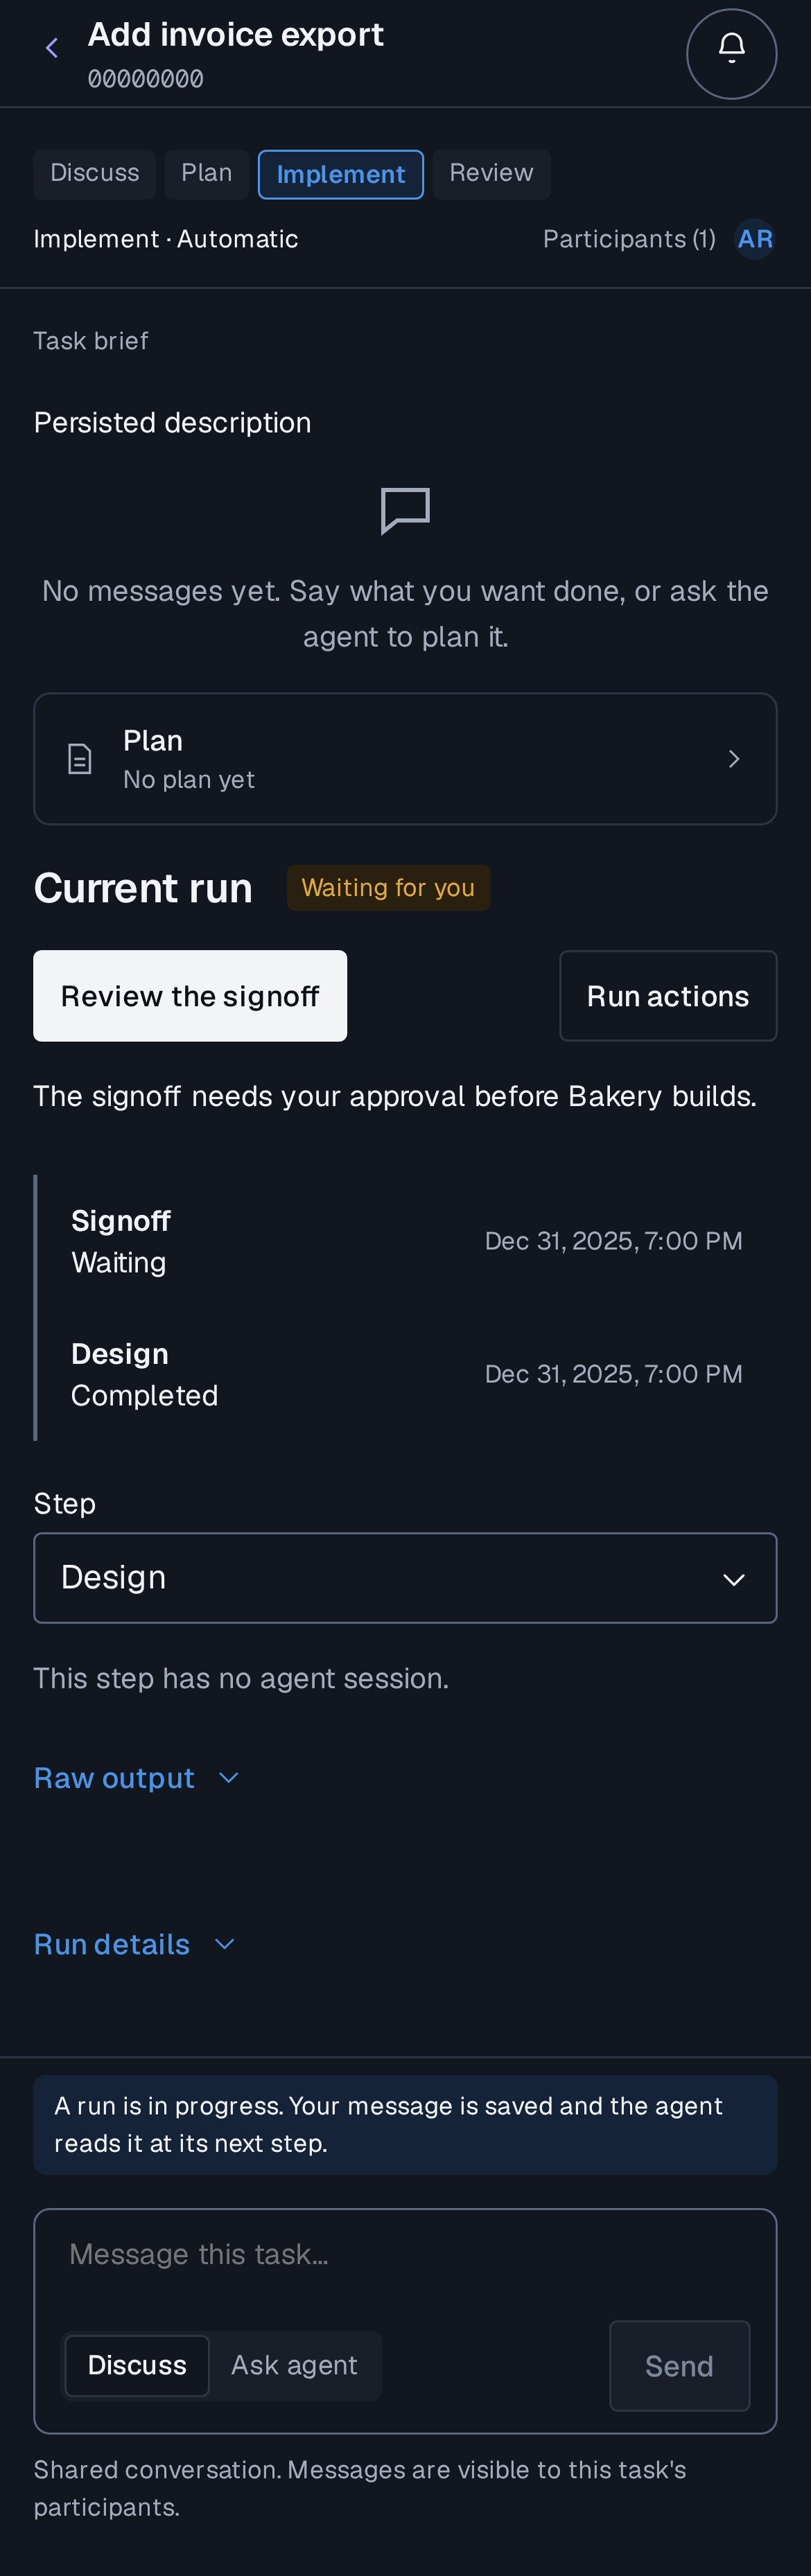 Add invoice export
00000000
Discuss
Plan
Implement
Review
Implement · Automatic
Participants (1)
AR
Task brief
Persisted description
No messages yet. Say what you want done, or ask the
agent to plan it.
Plan
No plan yet
Current run
Waiting for you
Review the signoff
Run actions
The signoff needs your approval before Bakery builds.
Signoff
Waiting
Dec 31, 2025, 7:00 PM
Design
Completed
Dec 31, 2025, 7:00 PM
Step
Design
This step has no agent session.
Raw output
Run details
A run is in progress. Your message is saved and the agent
reads it at its next step.
Message this task…
Discuss
Ask agent
Send
Shared conversation. Messages are visible to this task's
participants.